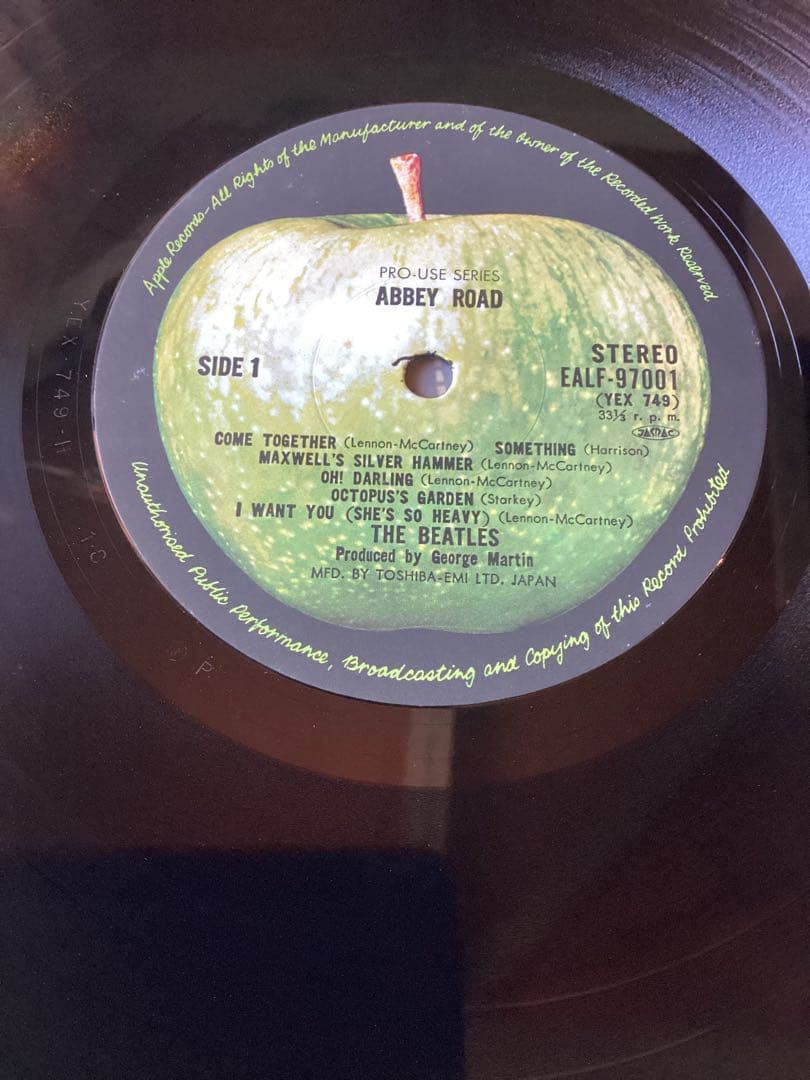 Apple Records-All Rights of the Manufacturer and of the Owner of the Recorded Work Reserved
PRO-USE SERIES
ABBEY ROAD
SIDE 1
STEREO
EALF-97001
(YEX 749)
33⅓ r. p. m.
JASRAC
COME TOGETHER (Lennon-McCartney) SOMETHING (Harrison)
MAXWELL'S SILVER HAMMER (Lennon-McCartney)
OH! DARLING (Lennon-McCartney)
OCTOPUS'S GARDEN (Starkey)
I WANT YOU (SHE'S SO HEAVY) (Lennon-McCartney)
THE BEATLES
Produced by George Martin
MFD. BY TOSHIBA-EMI LTD. JAPAN
Unauthorised Public Performance, Broadcasting and Copying of this Record Prohibited
YEX-749-H
P